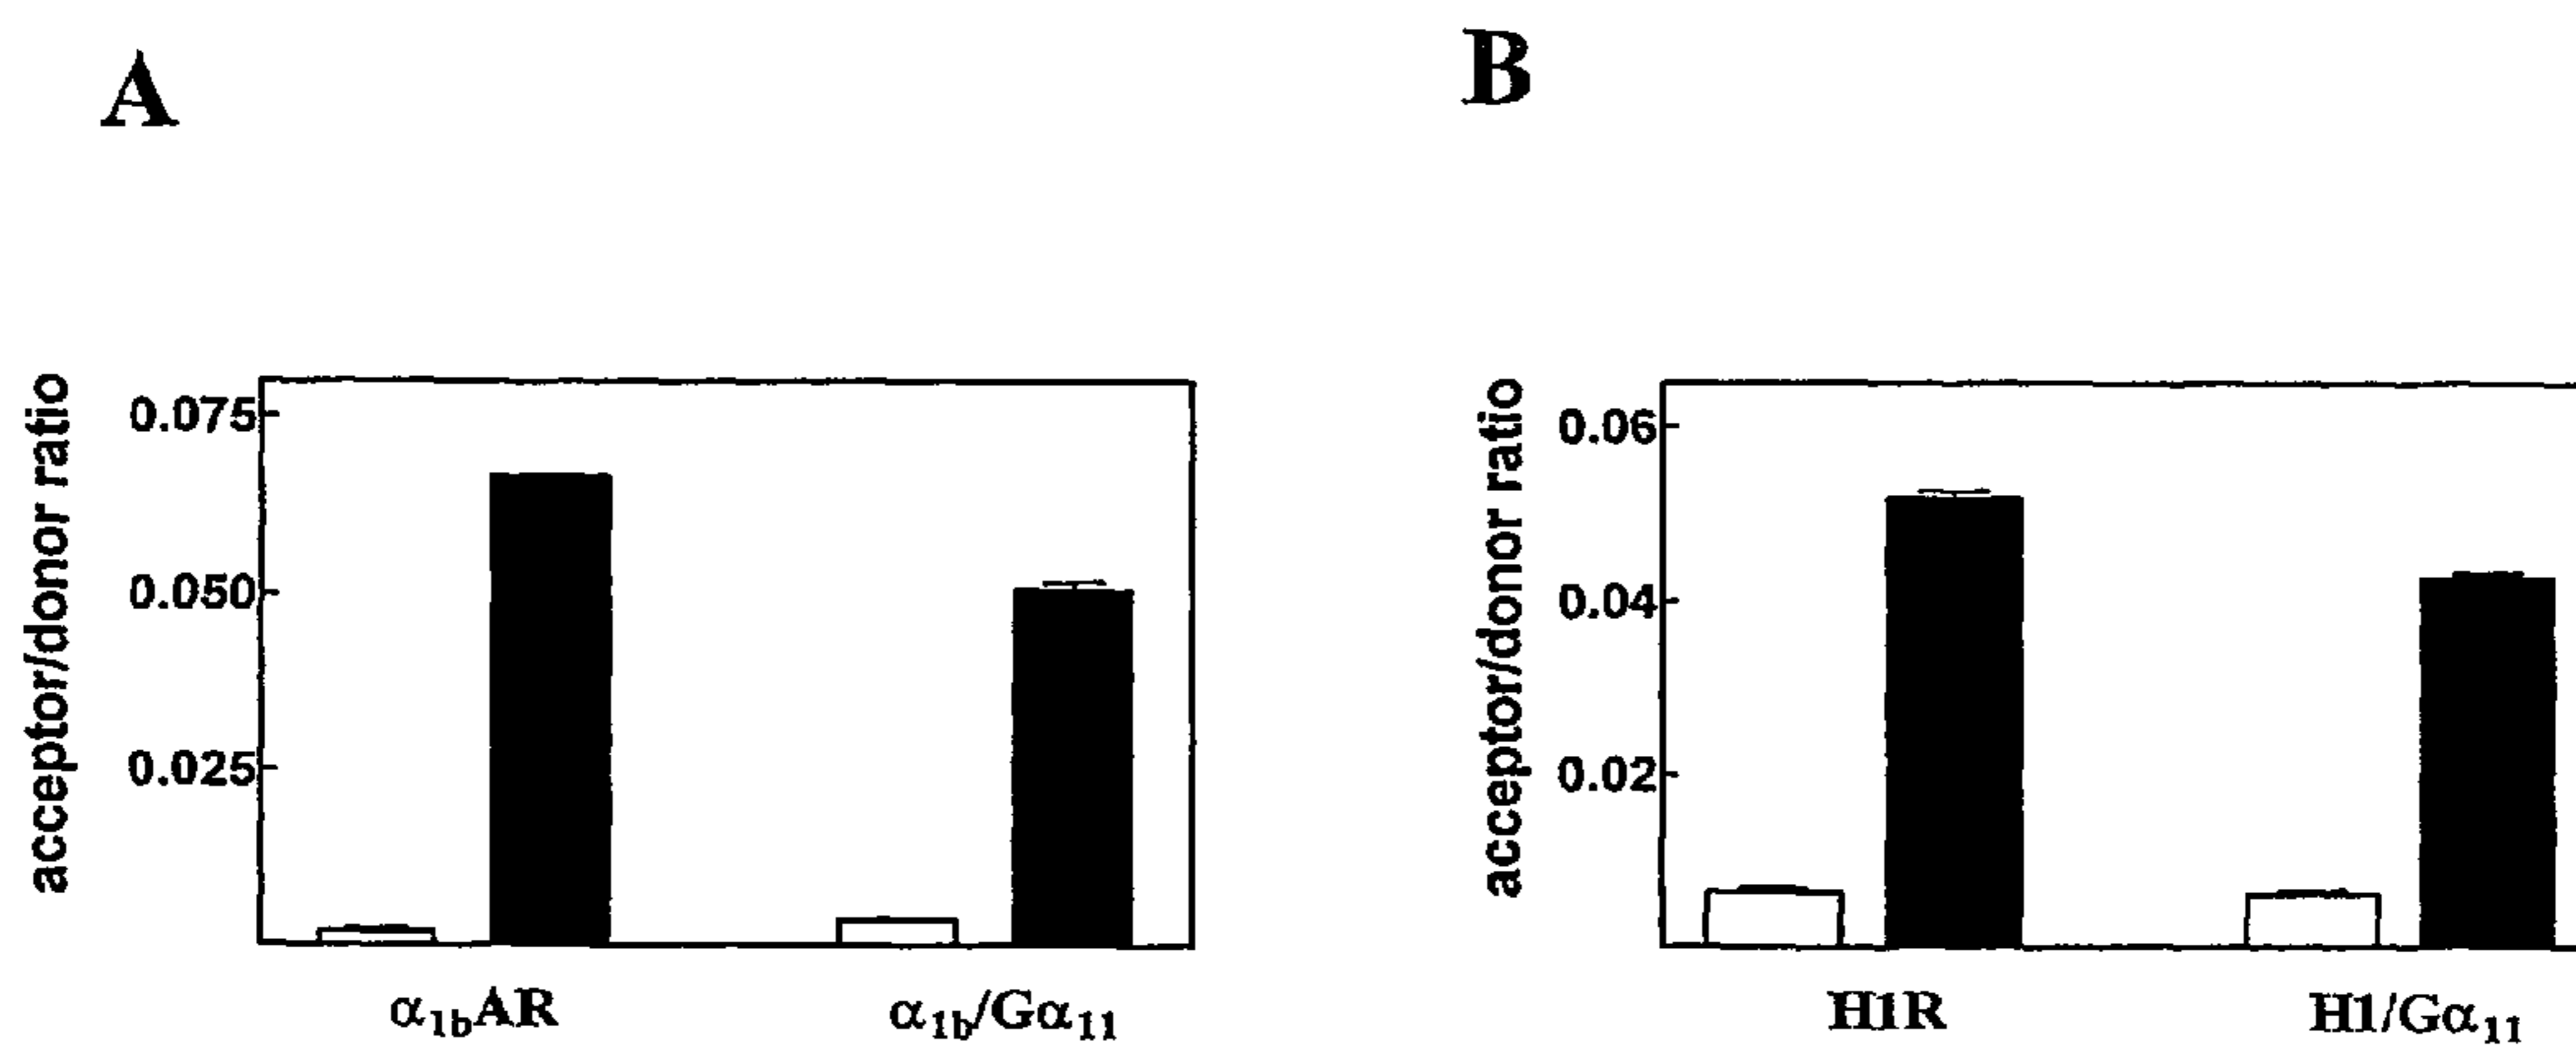 A
acceptor/donor ratio
0.075
0.050
0.025
α₁bAR
α₁b/Gα₁₁
B
acceptor/donor ratio
0.06
0.04
0.02
H1R
H1/Gα₁₁